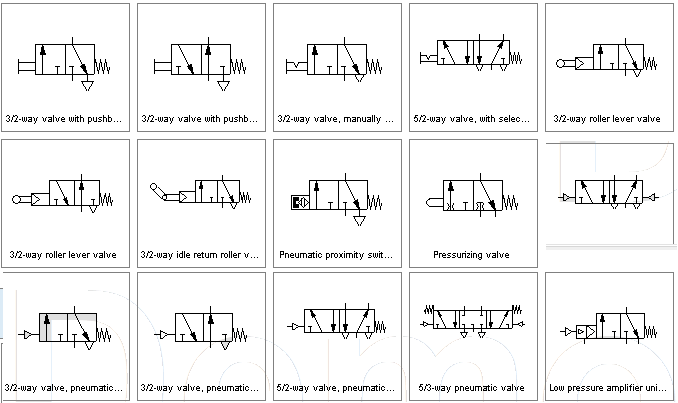 3/2-way valve with pushb...
3/2-way valve with pushb...
3/2-way valve, manually ...
5/2-way valve, with selec...
3/2-way roller lever valve
3/2-way roller lever valve
3/2-way idle return roller v...
Pneumatic proximity swit...
Pressurizing valve
3/2-way valve, pneumatic...
3/2-way valve, pneumatic...
5/2-way valve, pneumatic...
5/3-way pneumatic valve
Low pressure amplifier uni...